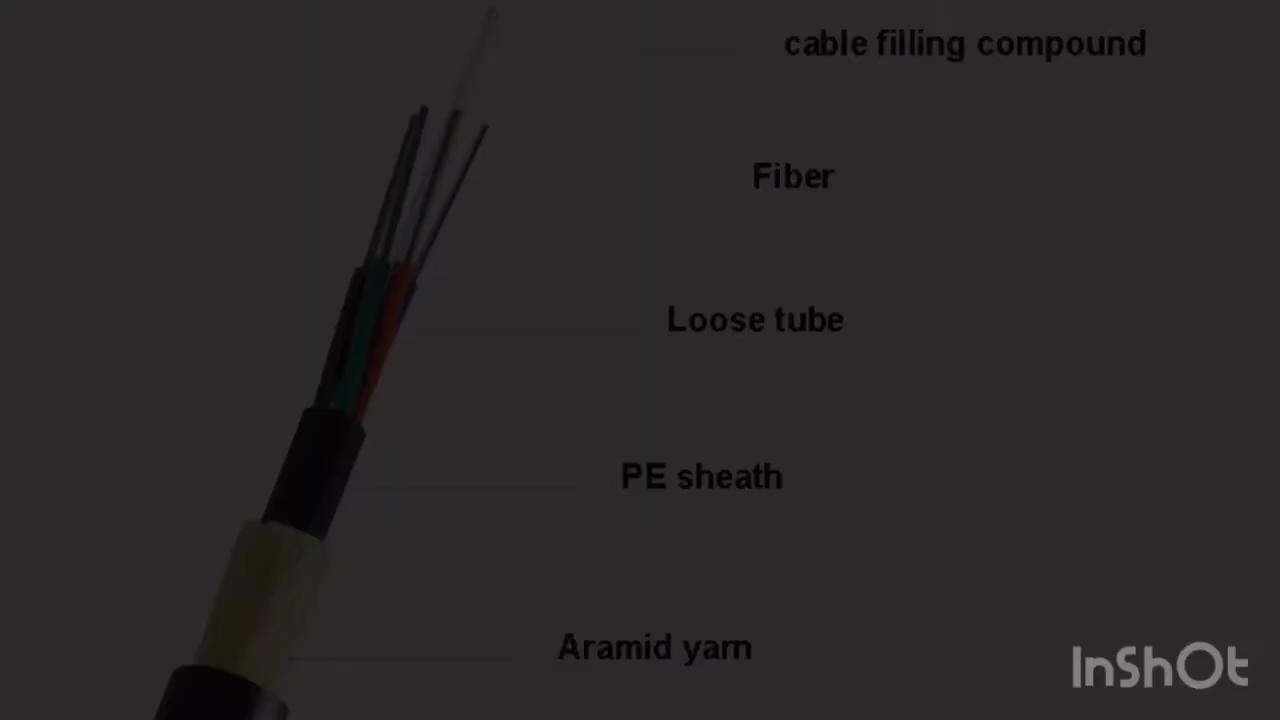 cable filling compound
Fiber
Loose tube
PE sheath
Aramid yarn
InShOt